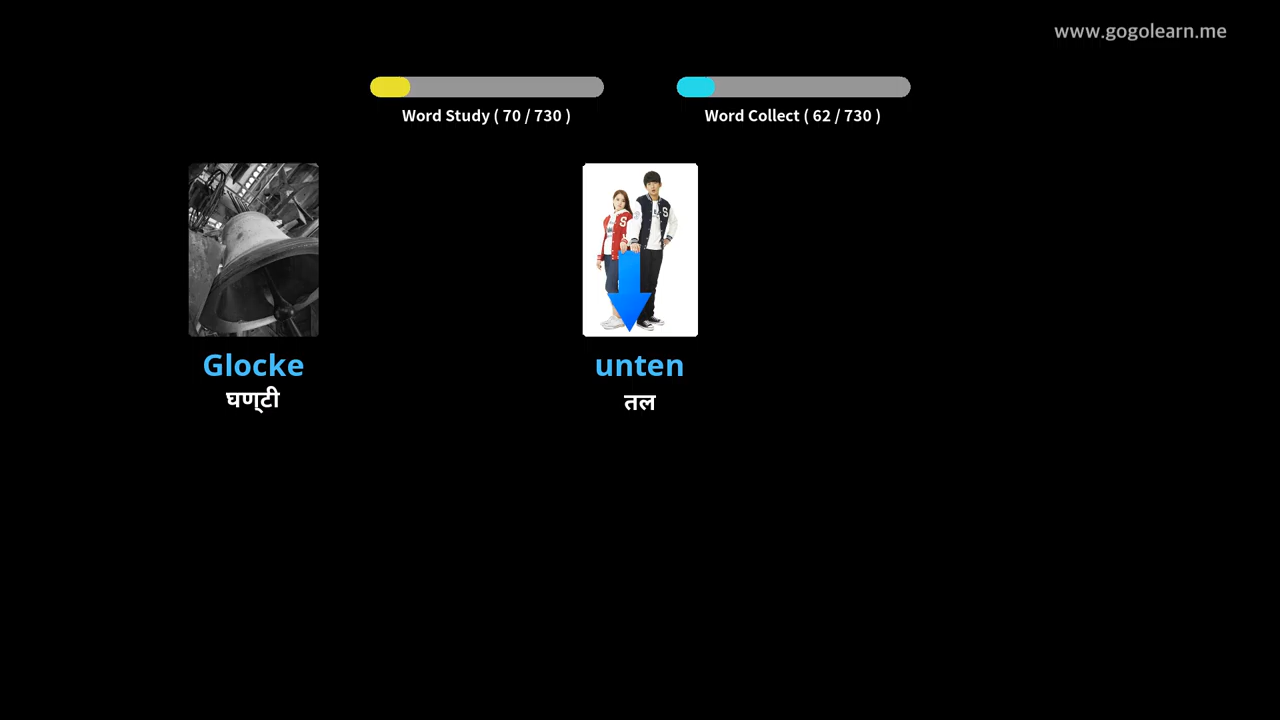 www.gogolearn.me
Word Study ( 70 / 730 )
Word Collect ( 62 / 730 )
Glocke
घण्टी
unten
तल
S
S